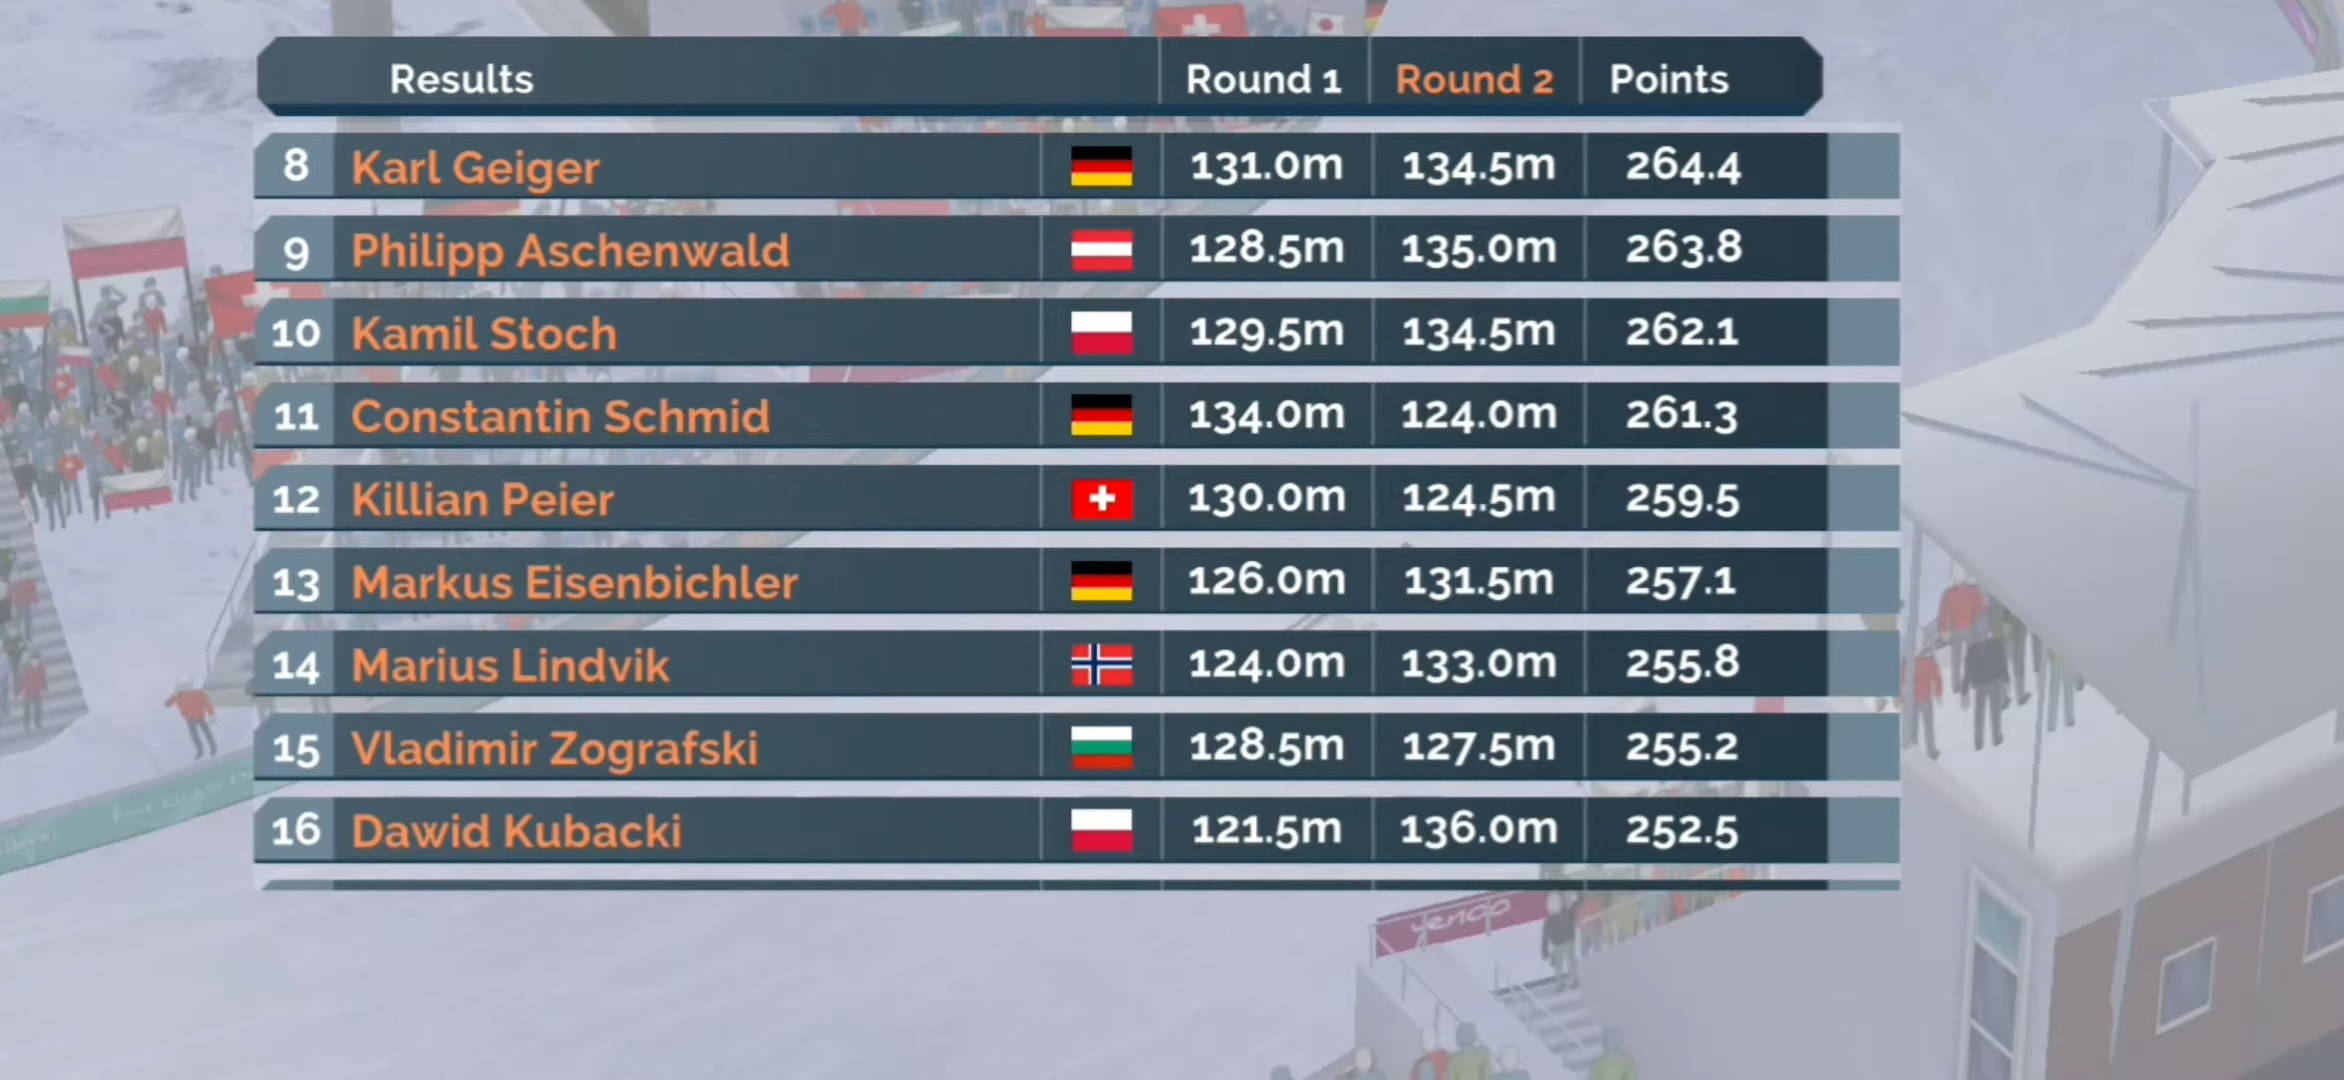 Results Round 1 Round 2 Points
8 Karl Geiger 131.0m 134.5m 264.4
9 Philipp Aschenwald 128.5m 135.0m 263.8
10 Kamil Stoch 129.5m 134.5m 262.1
11 Constantin Schmid 134.0m 124.0m 261.3
12 Killian Peier 130.0m 124.5m 259.5
13 Markus Eisenbichler 126.0m 131.5m 257.1
14 Marius Lindvik 124.0m 133.0m 255.8
15 Vladimir Zografski 128.5m 127.5m 255.2
16 Dawid Kubacki 121.5m 136.0m 252.5